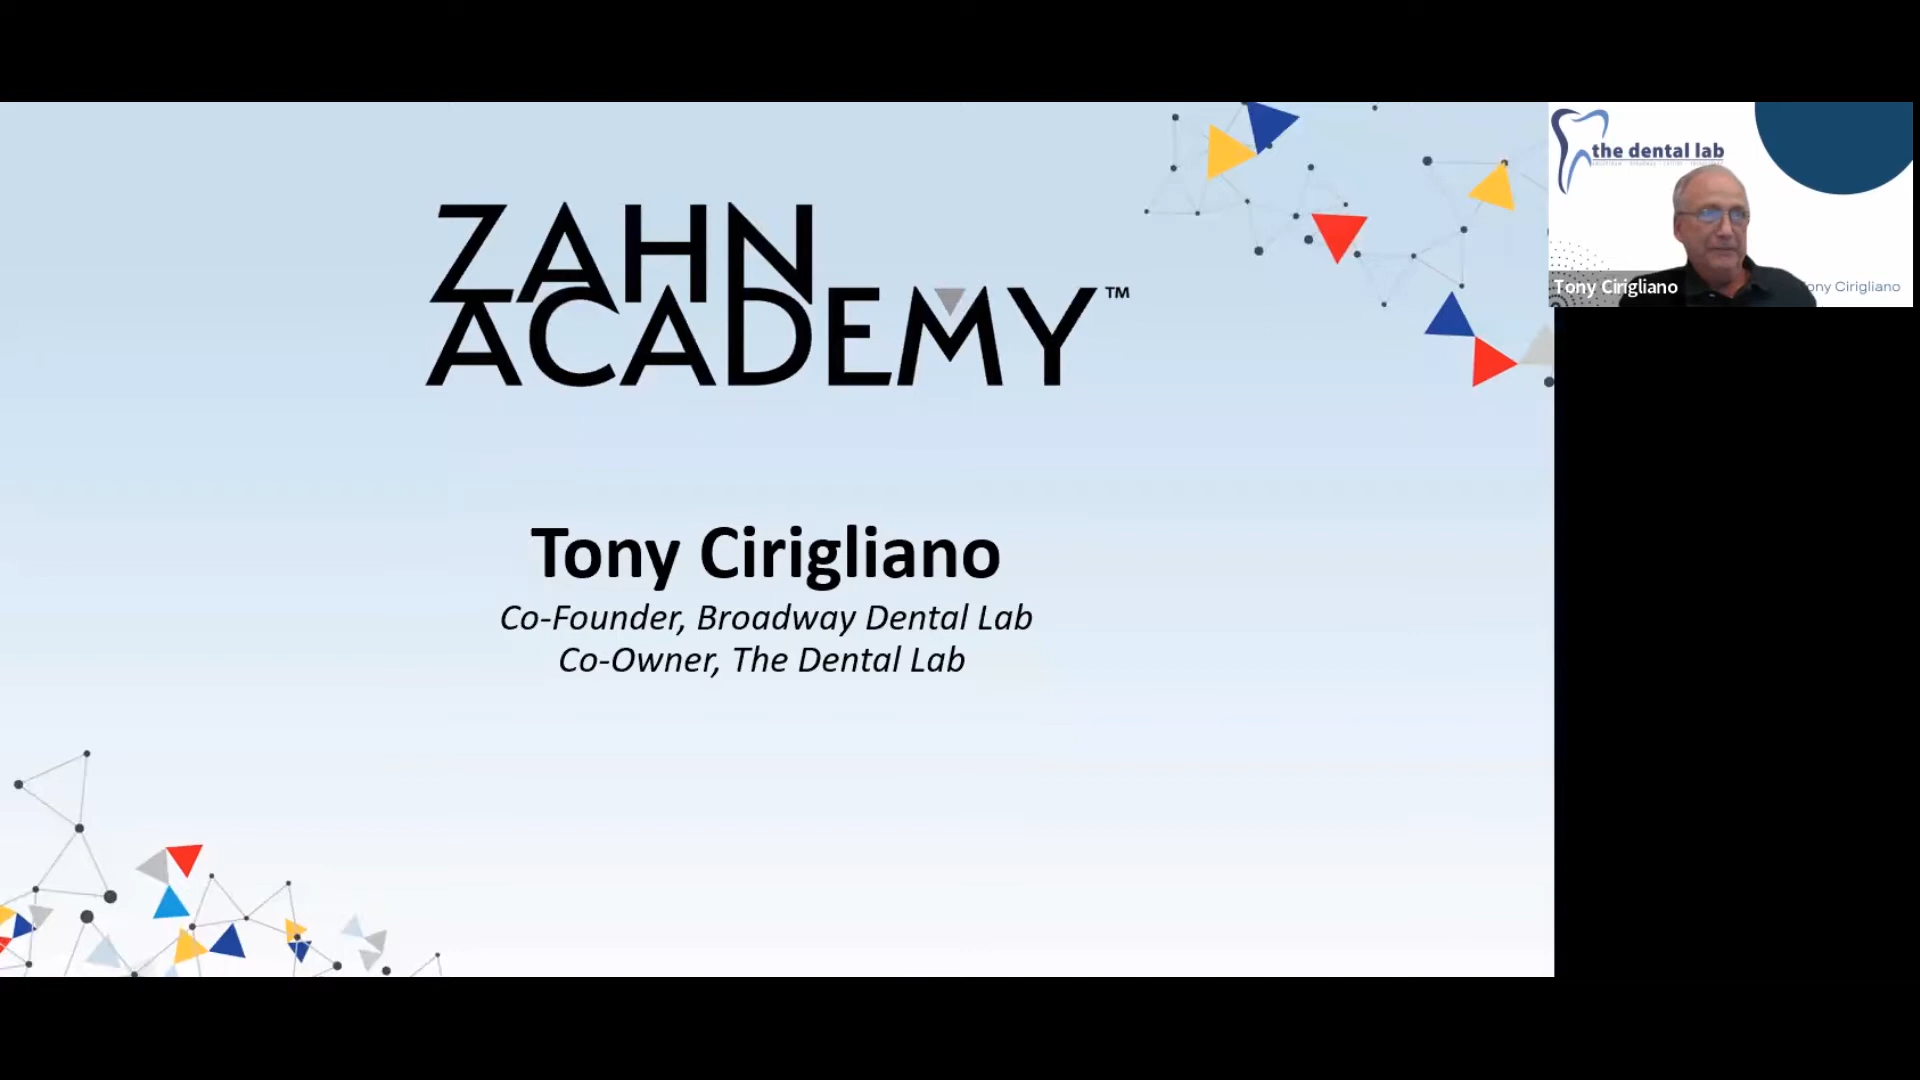 ZAHN
ACADEMY™
Tony Cirigliano
Co-Founder, Broadway Dental Lab
Co-Owner, The Dental Lab
the dental lab
Tony Cirigliano
ony Cirigliano